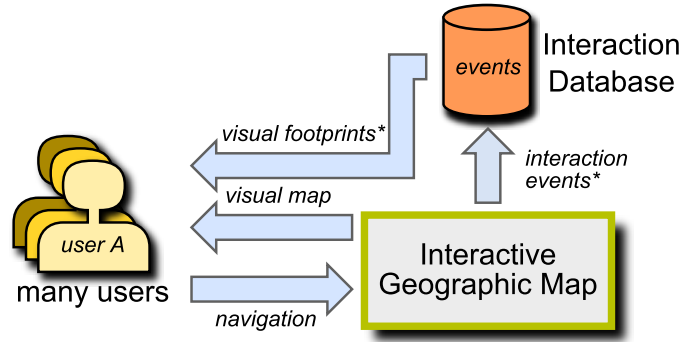 events
Interaction
Database
visual footprints*
interaction
events*
visual map
user A
many users
Interactive
Geographic Map
navigation